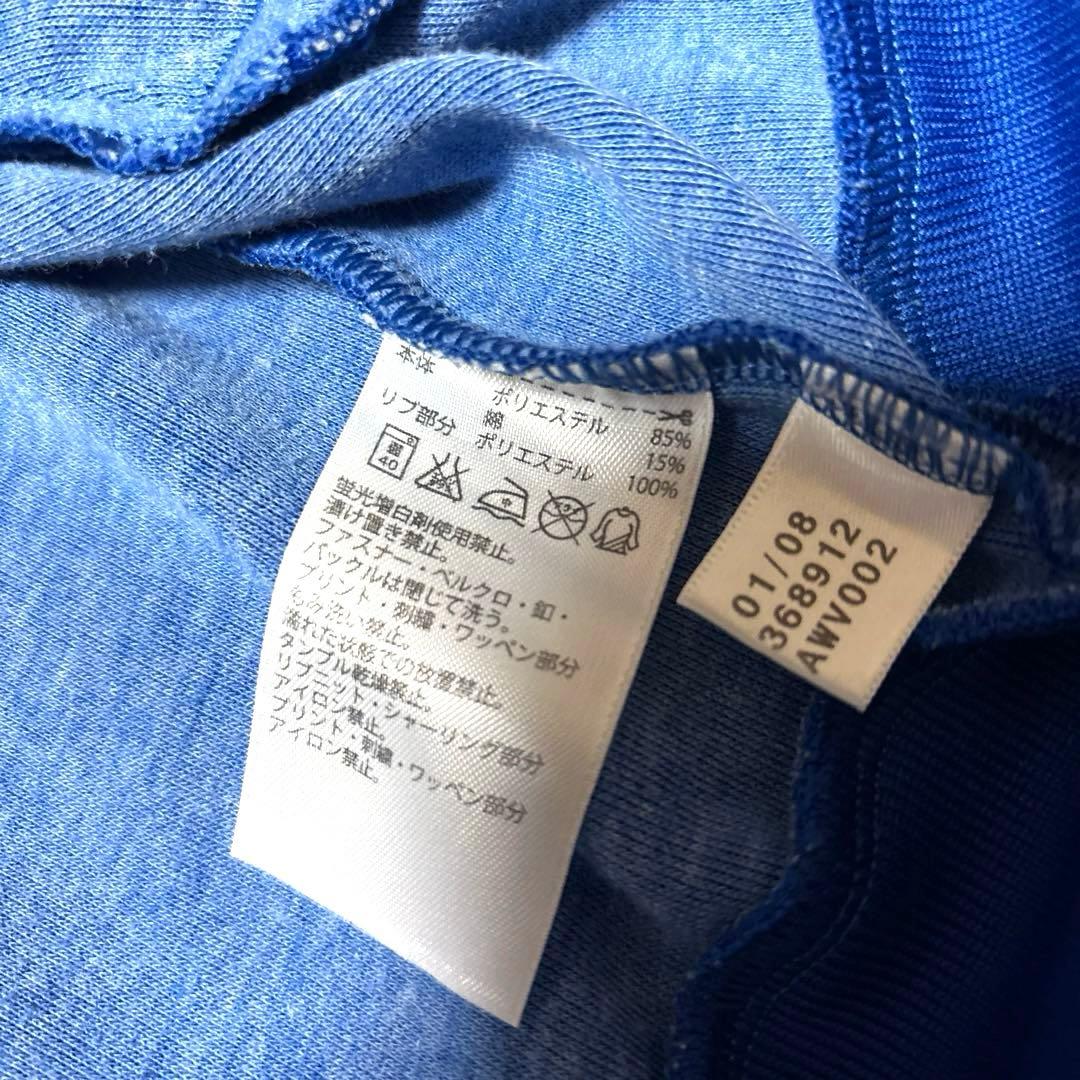 本体
ポリエステル 85%
綿 15%
リブ部分 ポリエステル 100%
弱
40
蛍光増白剤使用禁止。
漬け置き禁止。
ファスナー・ベルクロ・釦・
バックルは閉じて洗う。
プリント・刺繍・ワッペン部分
もみ洗い禁止。
濡れた状態での放置禁止。
タンブル乾燥禁止。
リブニット・シャーリング部分
アイロン禁止。
プリント・刺繍・ワッペン部分
アイロン禁止。
01/08
368912
AWV002